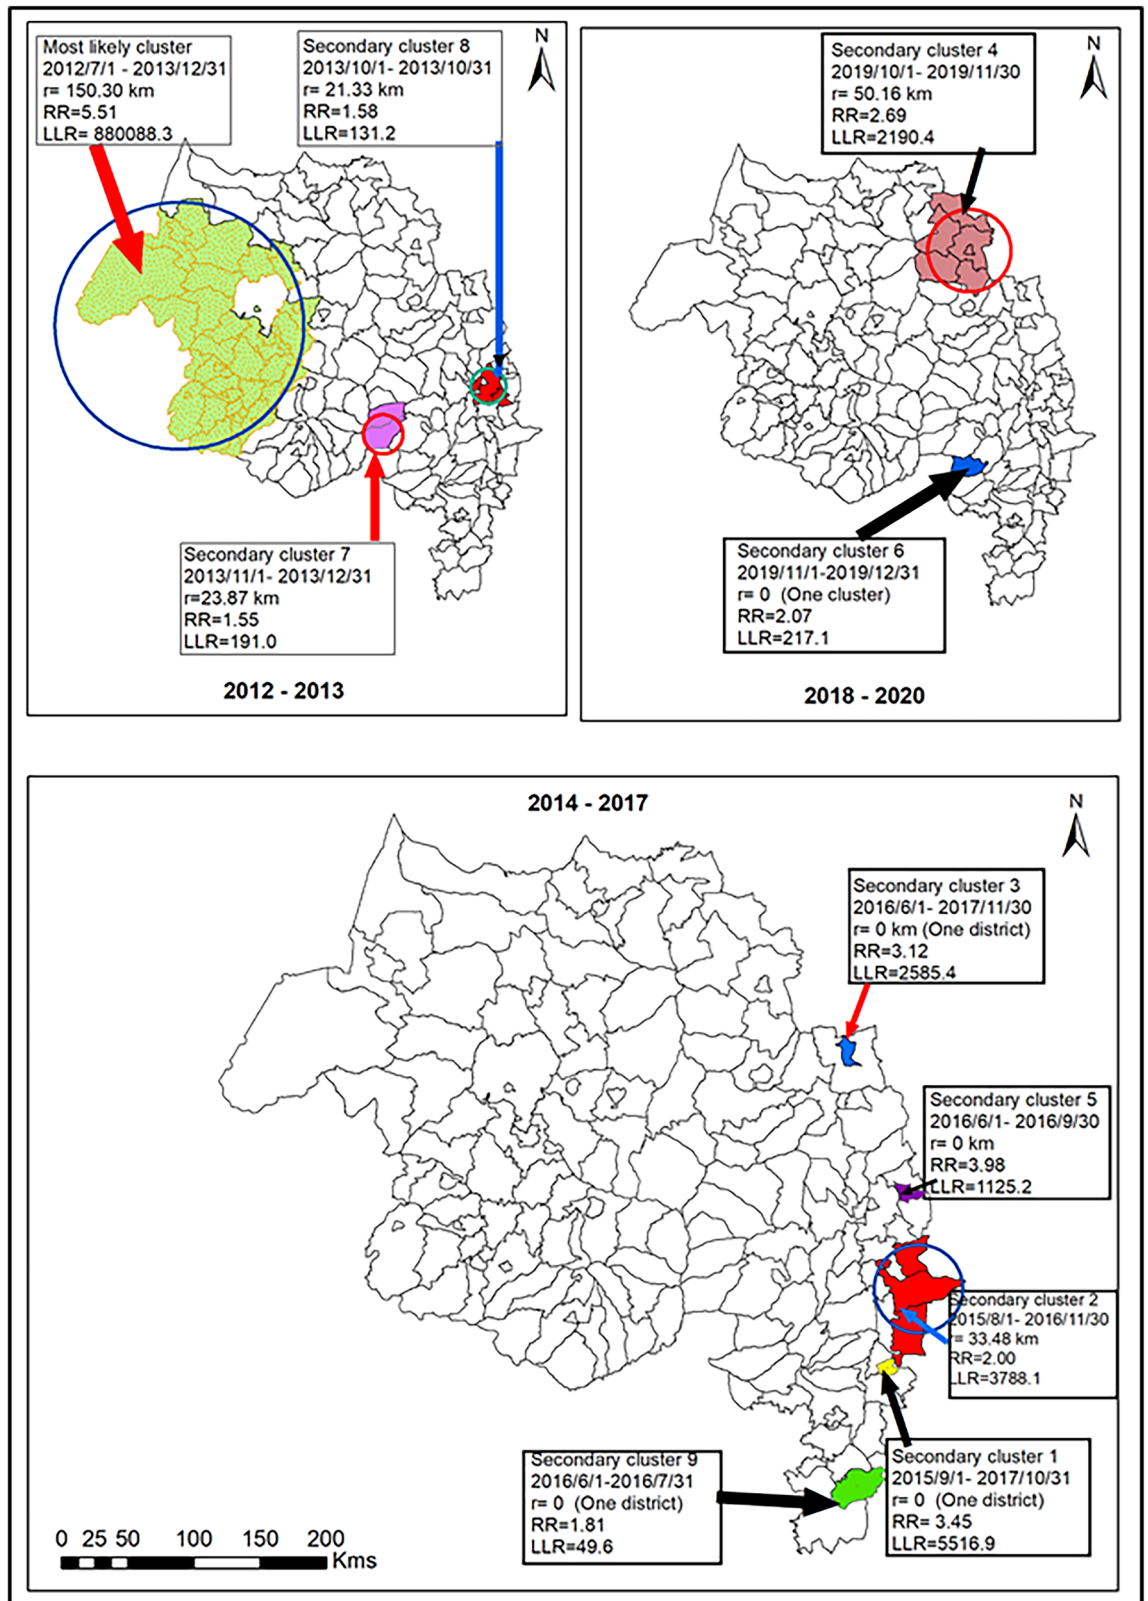 Most likely cluster
2012/7/1 - 2013/12/31
r= 150.30 km
RR=5.51
LLR= 880088.3
Secondary cluster 8
2013/10/1- 2013/10/31
r= 21.33 km
RR=1.58
LLR=131.2
N
Secondary cluster 7
2013/11/1- 2013/12/31
r=23.87 km
RR=1.55
LLR=191.0
2012 - 2013
Secondary cluster 4
2019/10/1- 2019/11/30
r= 50.16 km
RR=2.69
LLR=2190.4
N
Secondary cluster 6
2019/11/1-2019/12/31
r= 0 (One cluster)
RR=2.07
LLR=217.1
2018 - 2020
2014 - 2017
N
Secondary cluster 3
2016/6/1- 2017/11/30
r= 0 km (One district)
RR=3.12
LLR=2585.4
Secondary cluster 5
2016/6/1- 2016/9/30
r= 0 km
RR=3.98
LLR=1125.2
Secondary cluster 2
2015/8/1- 2016/11/30
r= 33.48 km
RR=2.00
LLR=3788.1
Secondary cluster 9
2016/6/1-2016/7/31
r= 0 (One district)
RR=1.81
LLR=49.6
Secondary cluster 1
2015/9/1- 2017/10/31
r= 0 (One district)
RR= 3.45
LLR=5516.9
0 25 50 100 150 200
Kms